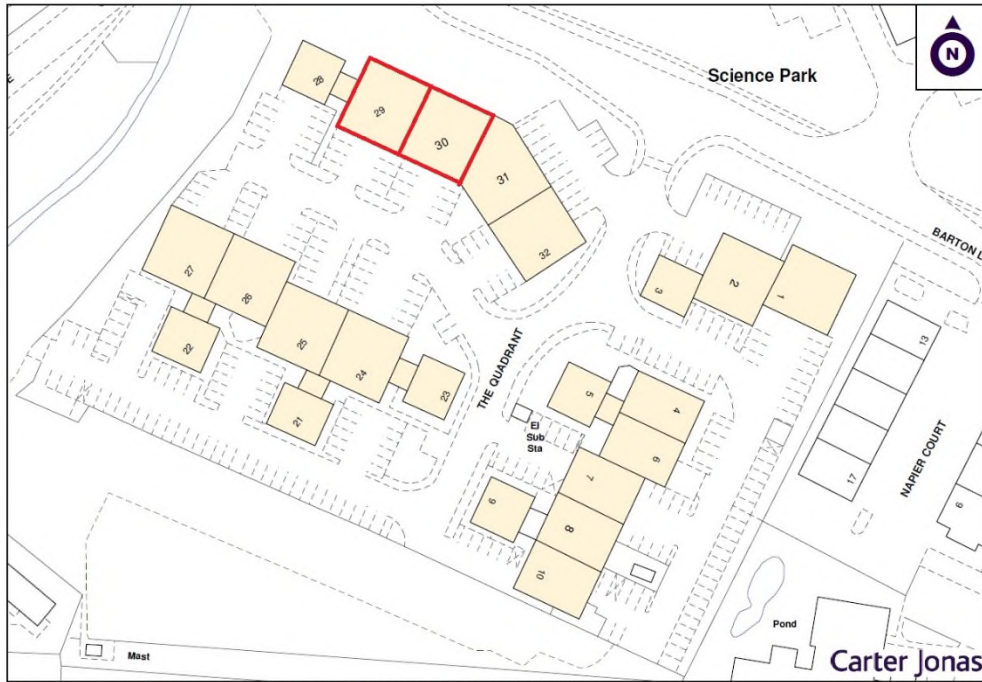 N
Science Park
28
29
30
31
32
BARTON L
27
26
25
24
23
22
21
THE QUADRANT
3
2
1
13
17
NAPIER COURT
5
4
6
El
Sub
Sta
7
9
8
10
9
Pond
Mast
Carter Jonas